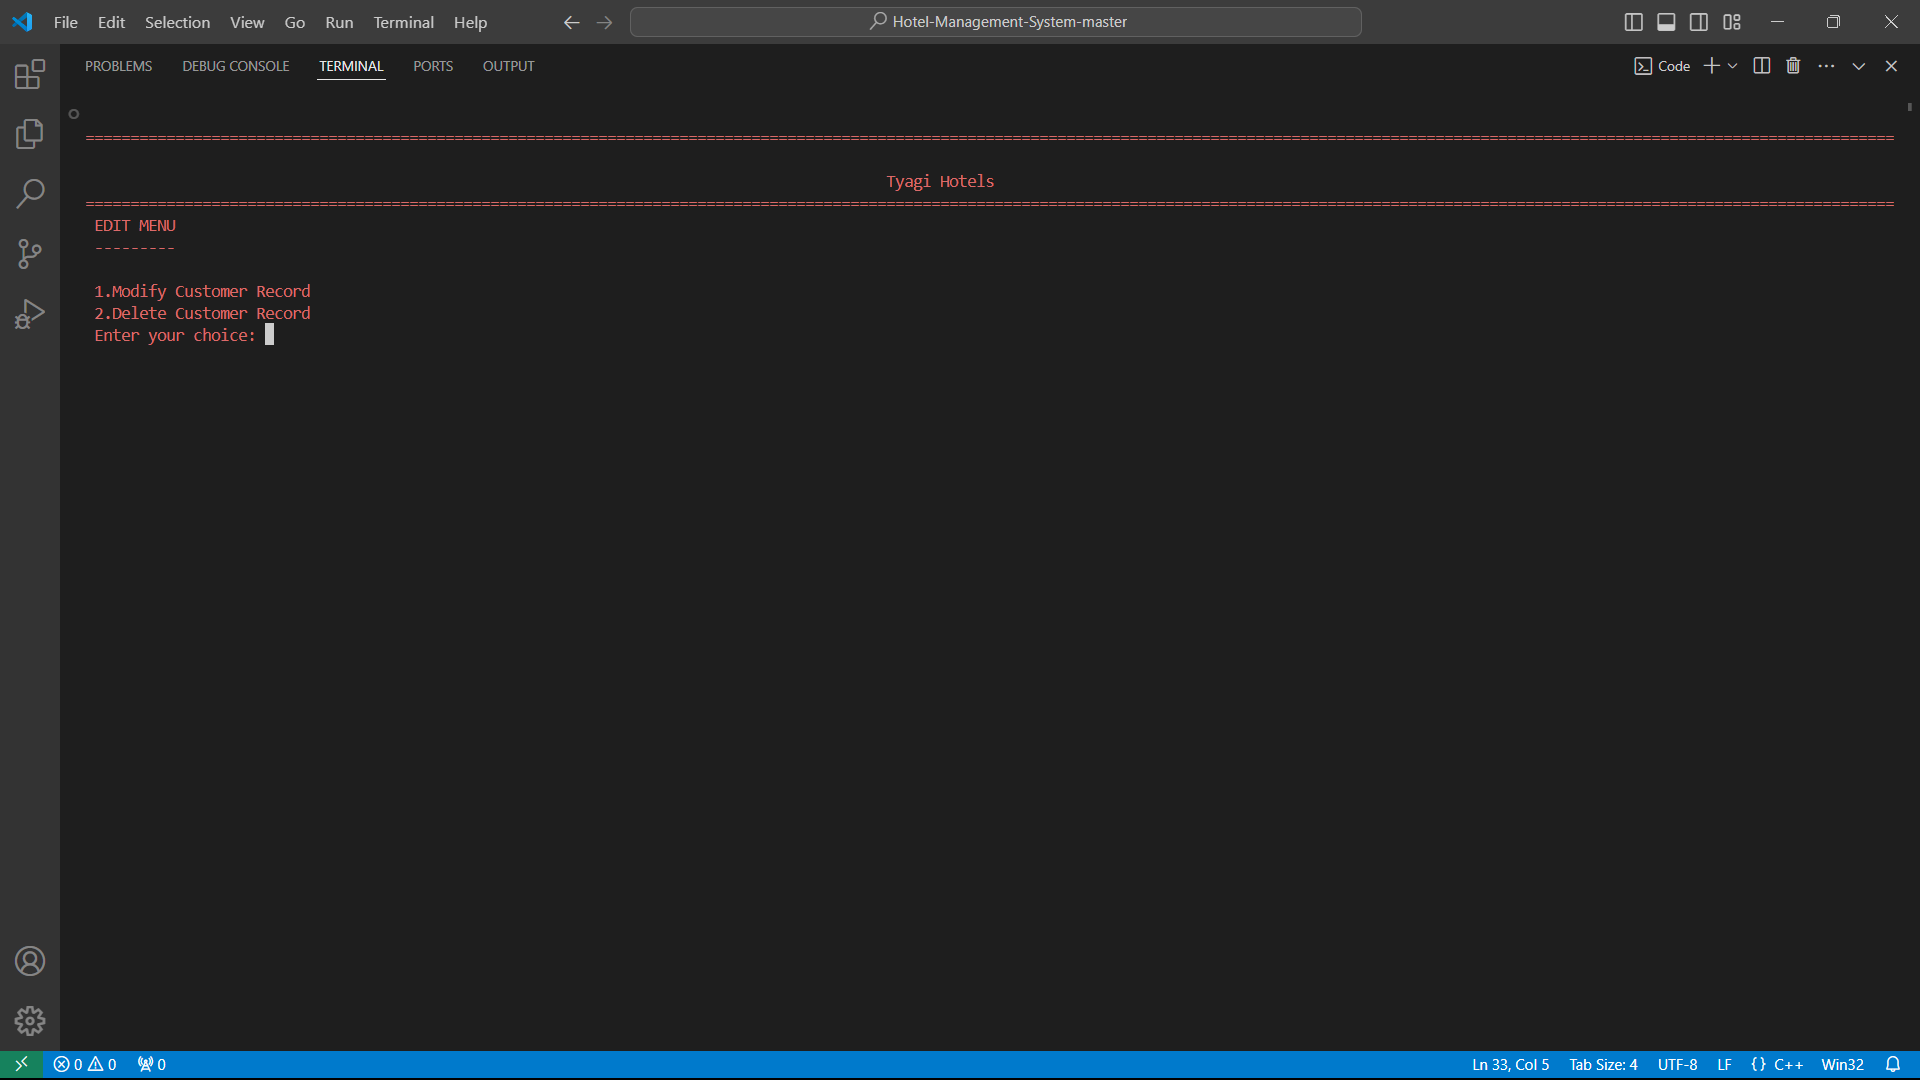 File Edit Selection View Go Run Terminal Help Hotel-Management-System-master
PROBLEMS DEBUG CONSOLE TERMINAL PORTS OUTPUT Code
Tyagi Hotels
EDIT MENU
---------
1.Modify Customer Record
2.Delete Customer Record
Enter your choice:
0 0 0 Ln 33, Col 5 Tab Size: 4 UTF-8 LF {} C++ Win32